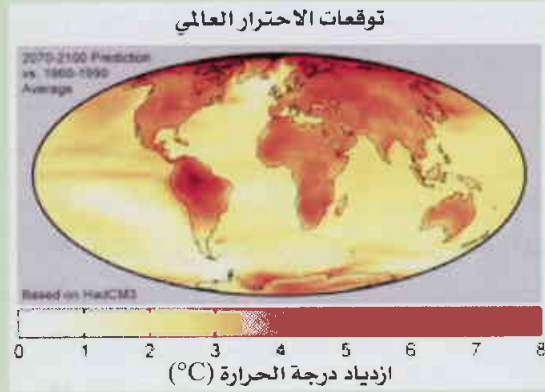 توقعات الاحترار العالمي
2070-2100 Prediction
vs. 1960-1990
Average
Based on HadCM3
0 1 2 3 4 5 6 7 8
ازدياد درجة الحرارة (°C)